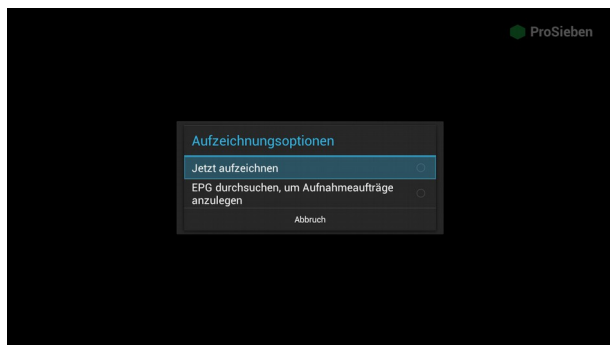 ProSieben
Aufzeichnungsoptionen
Jetzt aufzeichnen
EPG durchsuchen, um Aufnahmeaufträge
anzulegen
Abbruch